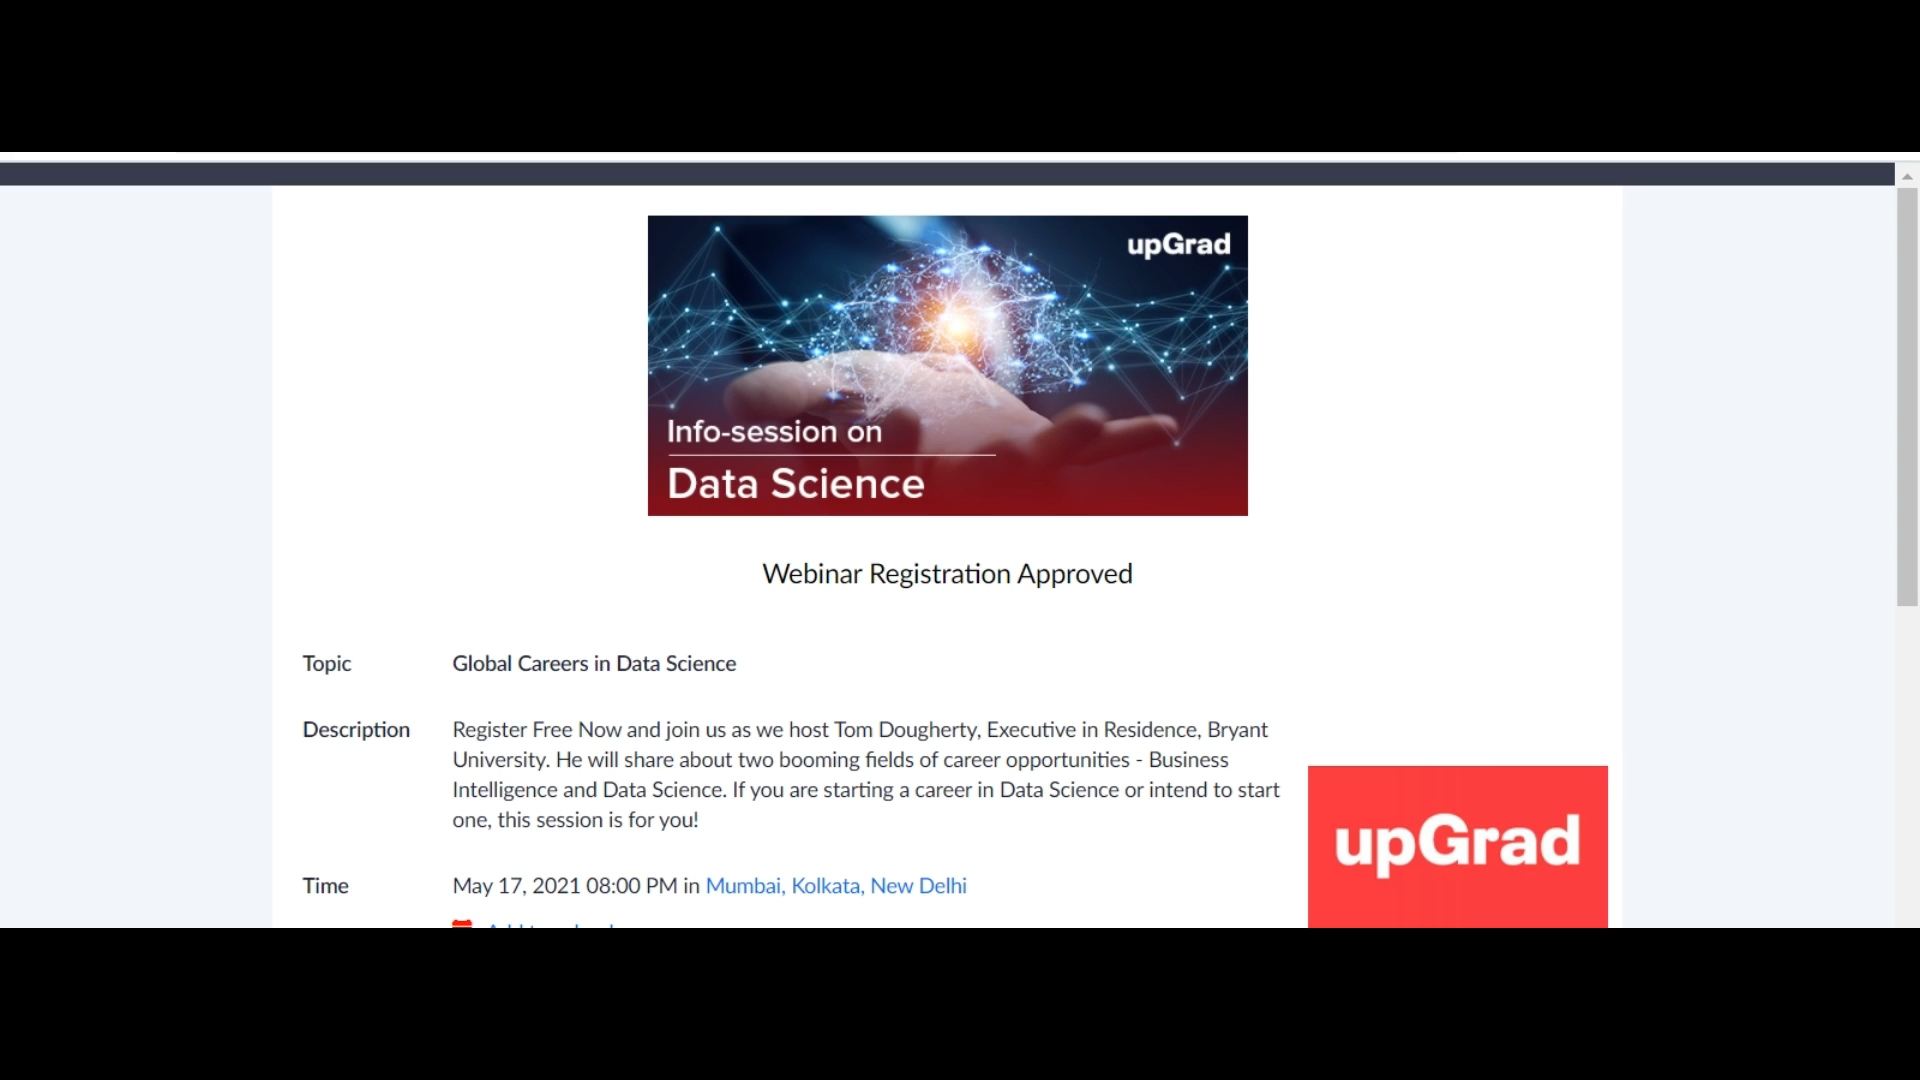 upGrad
Info-session on
Data Science
Webinar Registration Approved
Topic
Global Careers in Data Science
Description
Register Free Now and join us as we host Tom Dougherty, Executive in Residence, Bryant
University. He will share about two booming fields of career opportunities - Business
Intelligence and Data Science. If you are starting a career in Data Science or intend to start
one, this session is for you!
upGrad
Time
May 17, 2021 08:00 PM in Mumbai, Kolkata, New Delhi